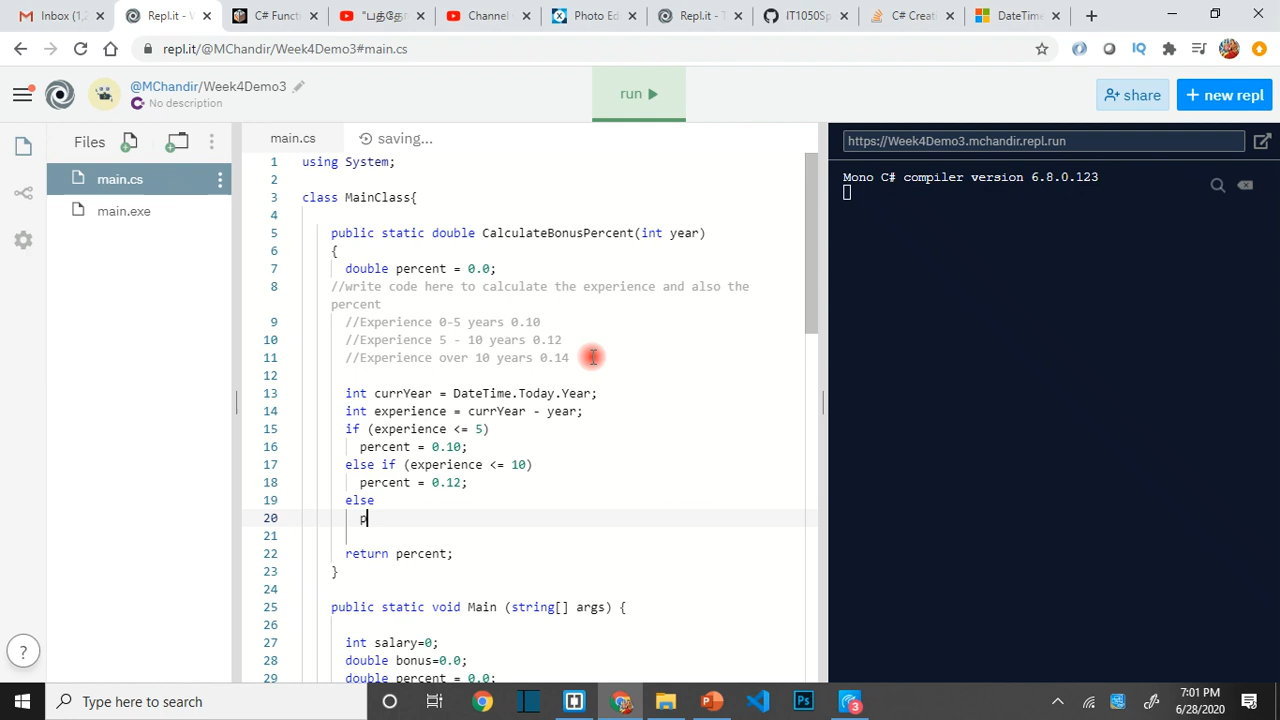 Inbox (1,2
Repl.it - W
C# Functi
"பதகேத
Channel
Photo Edi
Repl.it - T
IT1050Sp
C# Creati
DateTime
repl.it/@MChandir/Week4Demo3#main.cs
IQ
@MChandir/Week4Demo3
No description
run
share
+ new repl
Files
main.cs
saving...
https://Week4Demo3.mchandir.repl.run
main.cs
main.exe
Mono C# compiler version 6.8.0.123
1 using System;
2
3 class MainClass{
4
5 public static double CalculateBonusPercent(int year)
6 {
7 double percent = 0.0;
8 //write code here to calculate the experience and also the
percent
9 //Experience 0-5 years 0.10
10 //Experience 5 - 10 years 0.12
11 //Experience over 10 years 0.14
12
13 int currYear = DateTime.Today.Year;
14 int experience = currYear - year;
15 if (experience <= 5)
16 percent = 0.10;
17 else if (experience <= 10)
18 percent = 0.12;
19 else
20 p
21
22 return percent;
23 }
24
25 public static void Main (string[] args) {
26
27 int salary=0;
28 double bonus=0.0;
29 double percent = 0.0;
?
Type here to search
3
7:01 PM
6/28/2020